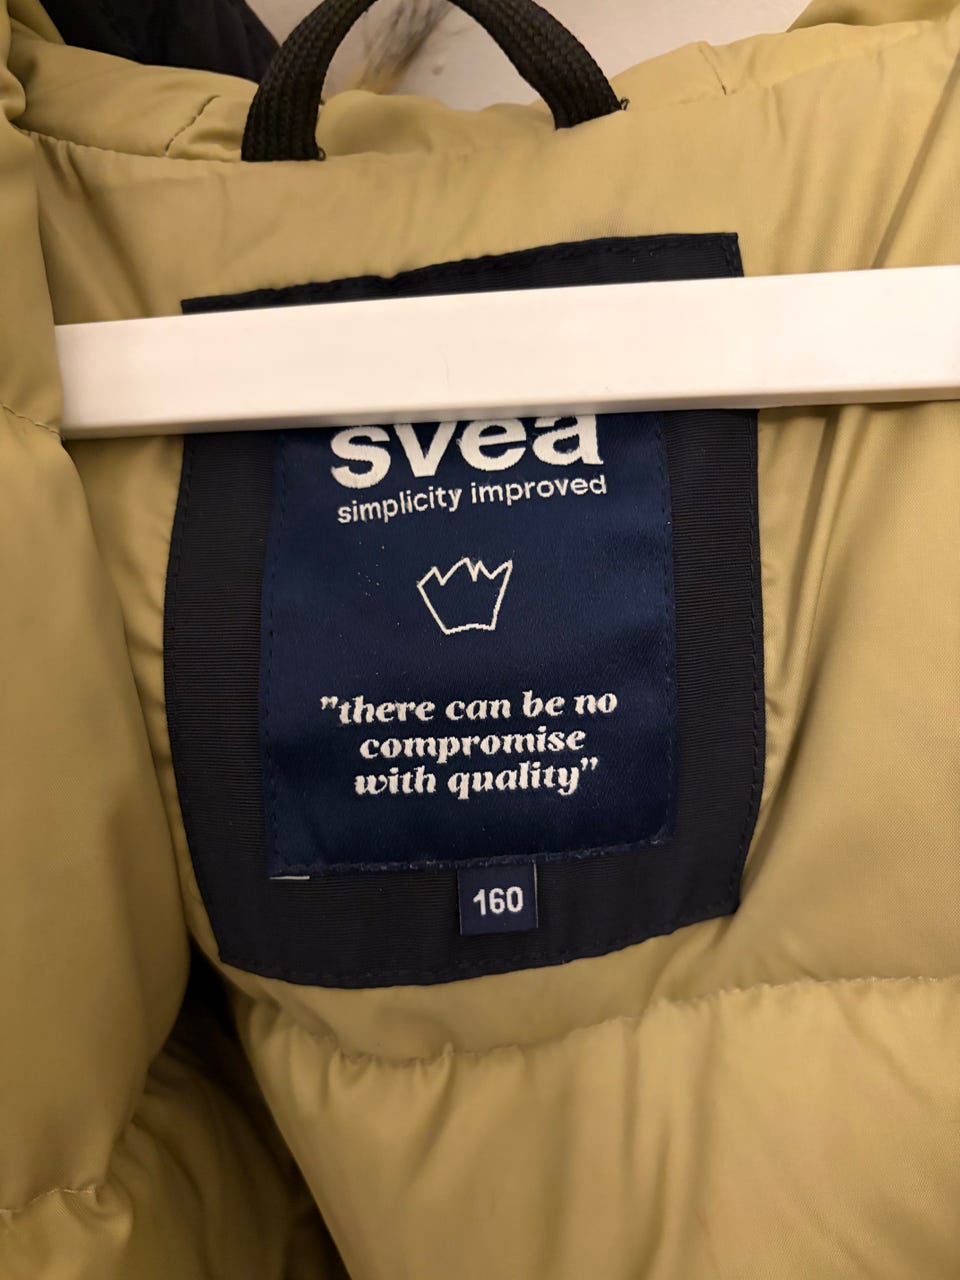 svea
simplicity improved
"there can be no
compromise
with quality"
160